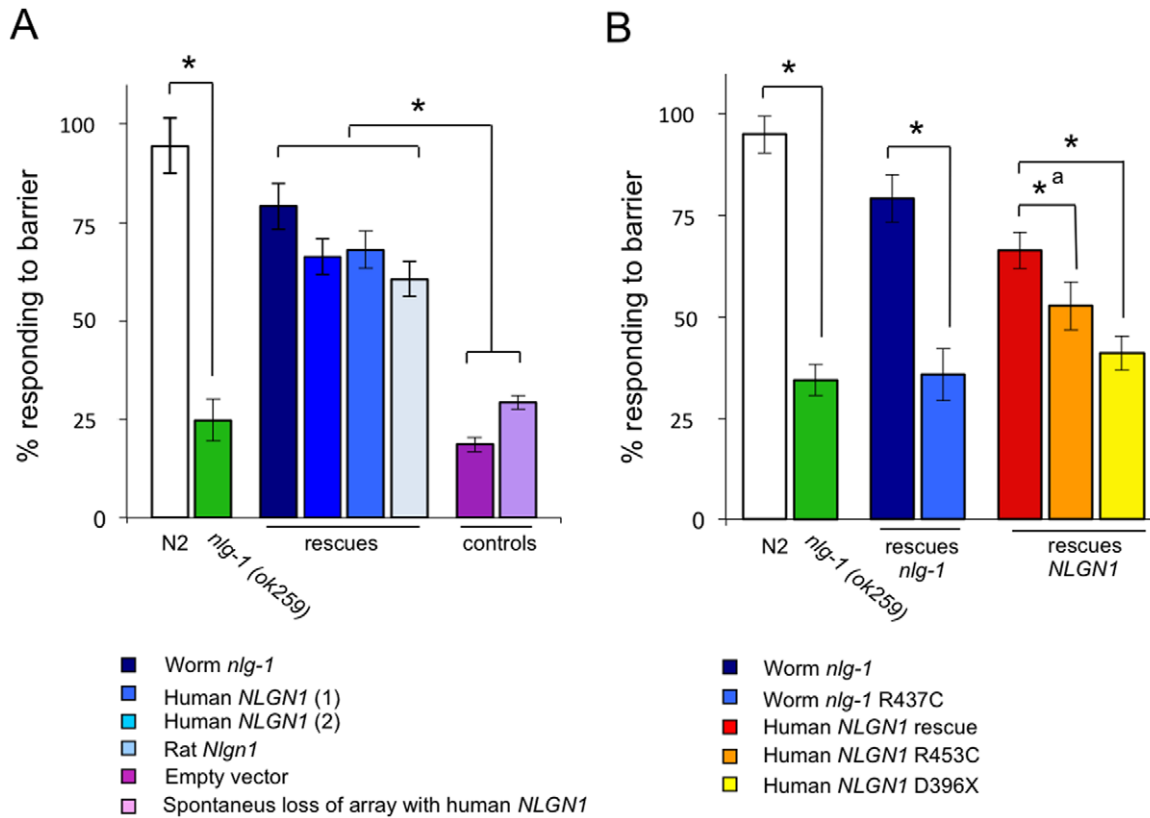 A
% responding to barrier
100
75
50
25
0
*
*
N2
nlg-1 (ok259)
rescues
controls
Worm nlg-1
Human NLGN1 (1)
Human NLGN1 (2)
Rat Nlgn1
Empty vector
Spontaneus loss of array with human NLGN1
B
% responding to barrier
100
75
50
25
0
*
*
*
* a
N2
nlg-1 (ok259)
rescues
nlg-1
rescues
NLGN1
Worm nlg-1
Worm nlg-1 R437C
Human NLGN1 rescue
Human NLGN1 R453C
Human NLGN1 D396X